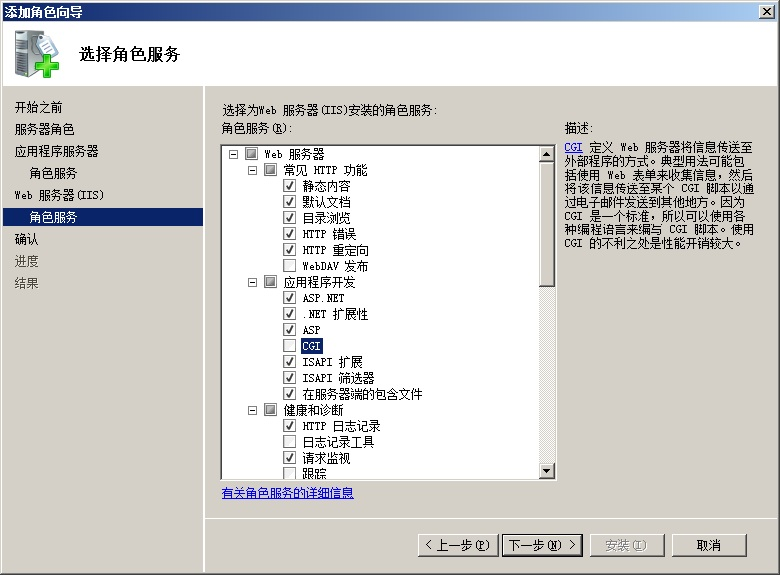 添加角色向导
选择角色服务
开始之前
服务器角色
应用程序服务器
角色服务
Web 服务器(IIS)
角色服务
确认
进度
结果
选择为Web 服务器(IIS)安装的角色服务:
角色服务(R):
Web 服务器
常见 HTTP 功能
静态内容
默认文档
目录浏览
HTTP 错误
HTTP 重定向
WebDAV 发布
应用程序开发
ASP.NET
.NET 扩展性
ASP
CGI
ISAPI 扩展
ISAPI 筛选器
在服务器端的包含文件
健康和诊断
HTTP 日志记录
日志记录工具
请求监视
跟踪
有关角色服务的详细信息
描述:
CGI 定义 Web 服务器将信息传送至
外部程序的方式。典型用法可能包
括使用 Web 表单来收集信息，然后
将该信息传送至某个 CGI 脚本以通
过电子邮件发送到其他地方。因为
CGI 是一个标准，所以可以使用各
种编程语言来编写 CGI 脚本。使用
CGI 的不利之处是性能开销较大。
< 上一步(P)
下一步(N) >
安装(I)
取消